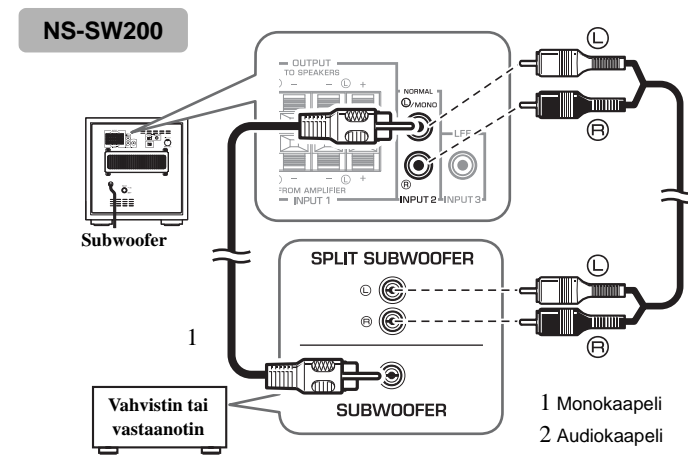 NS-SW200
OUTPUT
TO SPEAKERS
– – Ⓛ +
NORMAL
Ⓛ/MONO
LFE
Ⓡ
– – Ⓛ +
FROM AMPLIFIER
INPUT 1
INPUT 2
INPUT 3
Ⓛ
Ⓡ
Subwoofer
SPLIT SUBWOOFER
Ⓛ
Ⓡ
Ⓛ
Ⓡ
1
SUBWOOFER
Vahvistin tai
vastaanotin
1 Monokaapeli
2 Audiokaapeli